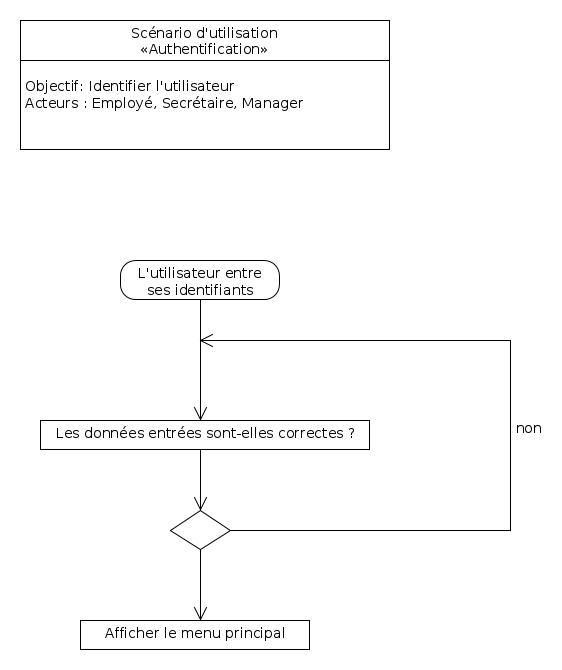 Scénario d'utilisation
«Authentification»
Objectif: Identifier l'utilisateur
Acteurs : Employé, Secrétaire, Manager
L'utilisateur entre
ses identifiants
Les données entrées sont-elles correctes ?
non
Afficher le menu principal